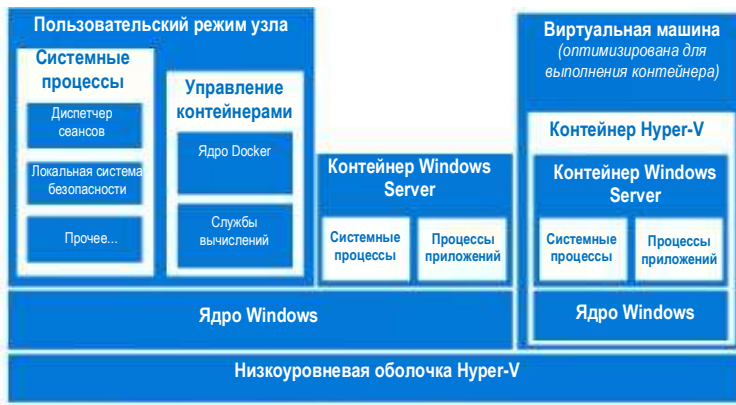 Пользовательский режим узла
Системные
процессы
Диспетчер
сеансов
Локальная система
безопасности
Прочее...
Управление
контейнерами
Ядро Docker
Службы
вычислений
Контейнер Windows
Server
Системные
процессы
Процессы
приложений
Ядро Windows
Виртуальная машина
(оптимизирована для
выполнения контейнера)
Контейнер Hyper-V
Контейнер Windows
Server
Системные
процессы
Процессы
приложений
Ядро Windows
Низкоуровневая оболочка Hyper-V